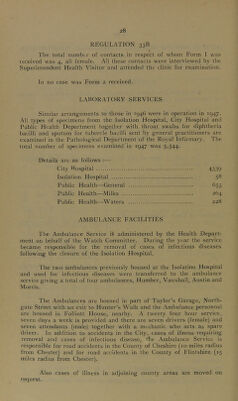 28
REGULATION 33B
The total number of contacts in respect of whom Form 1 was
received was 4, all female. All these contacts were interviewed by the
Superintendent Health Visitor and attended the clinic for examination.
In no case was Form 2 received.
LABORATORY SERVICES
Similar arrangements to those in 1946 were in operation in 1947.
All types of specimens from the Isolation Hospital, City Hospital and
Public Health Department together with throat swabs for diphtheria
bacilli and sputum for tubercle bacilli sent by general practitioners are
examined in the Pathological Department of the Royal Infirmary. The
total number of specimens examined in 1947 was 5,544.
Details are as follows :—
City Hospital 4339
Isolation Hospital 58
Public Health—General 655
Public Health—Milks 264
Public Health—Waters 228
AMBULANCE FACILITIES
The Ambulance Service is administered by the Health Depart-
ment on behalf of the Watch Committee. During the year the service
became responsible for the removal of cases of infectious diseases
following the closure of the Isolation Hospital.
The two ambulances previously housed at the Isolation Hospital
and used for infectious diseases were transferred to the ambulance
service giving a total of four ambulances, Humber, Vauxhall, Austin and
Morris.
The Ambulances are housed in part of Taylor's Garage, North-
gate Street with an exit to Hunter's Walk and the Ambulance personnel
are housed in Folliott House, nearby. A twenty four hour service,
seven days a week is provided and there are seven drivers (female) and
seven attendants (male) together with a mechanic who acts as spare
driver. In addition to accidents in the City, cases of illness requiring
removal and cases of infectious disease, the Ambulance Service is
responsible for road accidents in the County of Cheshire (10 miles radius
from Chester) and for road accidents in the County of Flintshire (15
miles radius from Chester).
Also cases of illness in adjoining county areas are moved on
request.